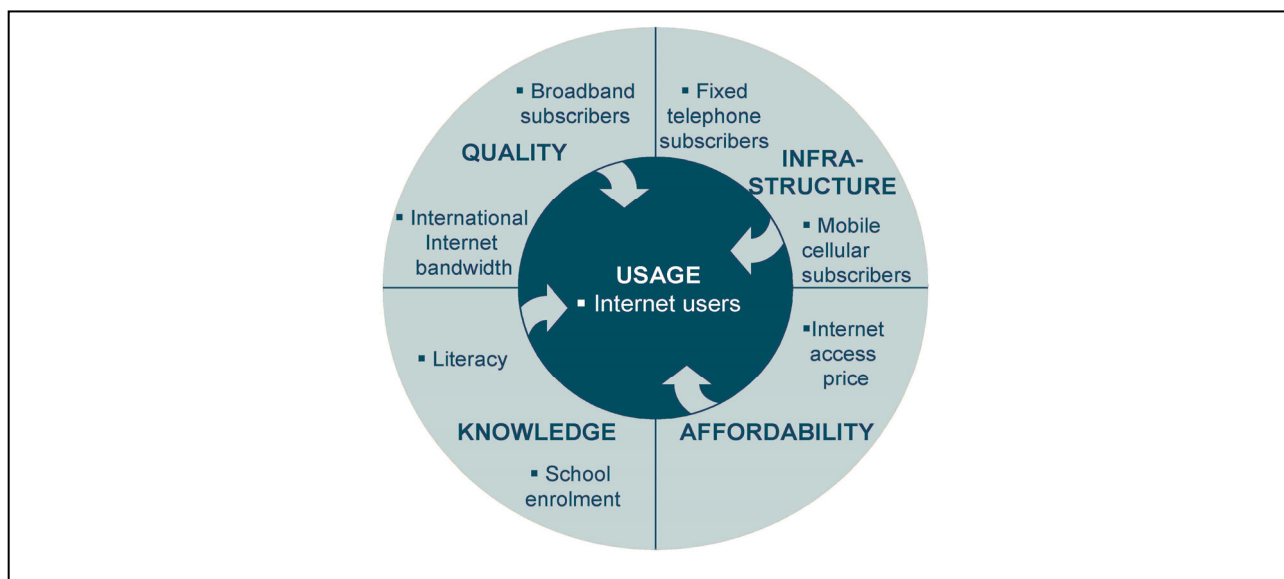 ▪ Broadband
subscribers
QUALITY
▪ International
Internet
bandwidth
▪ Fixed
telephone
subscribers
INFRA-
STRUCTURE
▪ Mobile
cellular
subscribers
USAGE
▪ Internet users
▪ Literacy
KNOWLEDGE
▪ School
enrolment
▪Internet
access
price
AFFORDABILITY